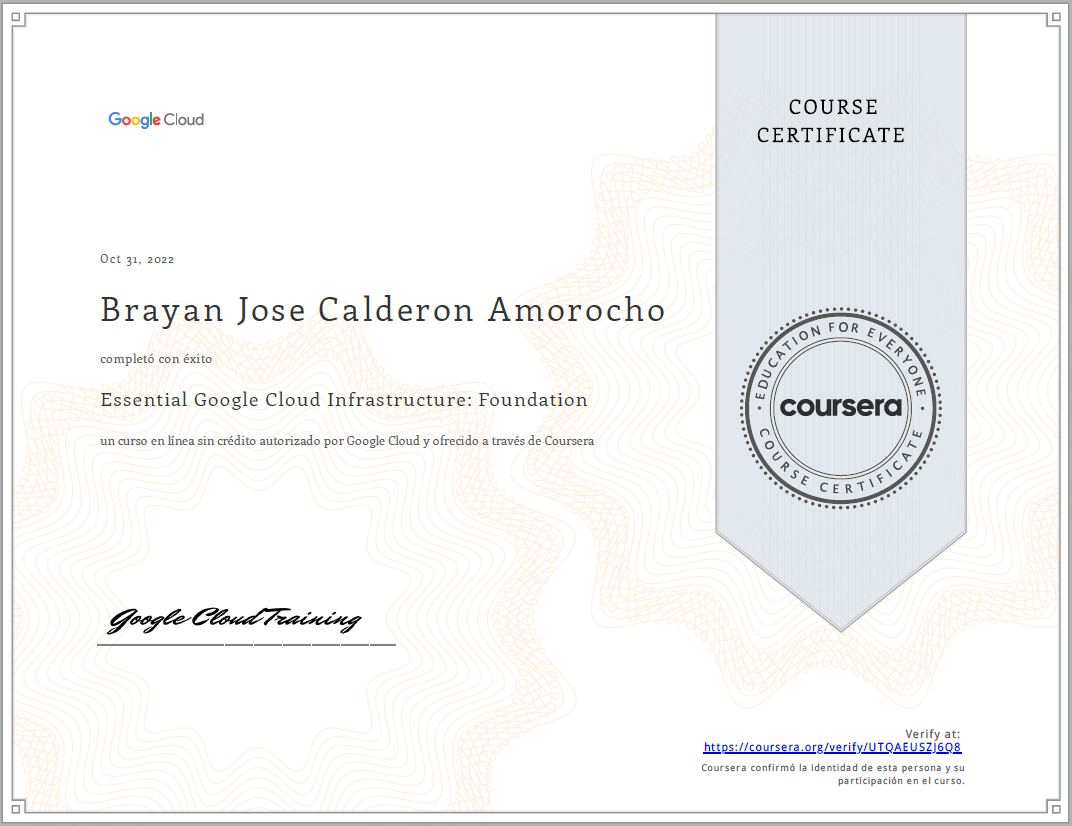 Google Cloud
COURSE
CERTIFICATE
Oct 31, 2022
Brayan Jose Calderon Amorocho
completó con éxito
Essential Google Cloud Infrastructure: Foundation
un curso en línea sin crédito autorizado por Google Cloud y ofrecido a través de Coursera
EDUCATION FOR EVERYONE
coursera
COURSE CERTIFICATE
Google Cloud Training
Verify at:
https://coursera.org/verify/UTQAEUSZJ6Q8
Coursera confirmó la identidad de esta persona y su
participación en el curso.